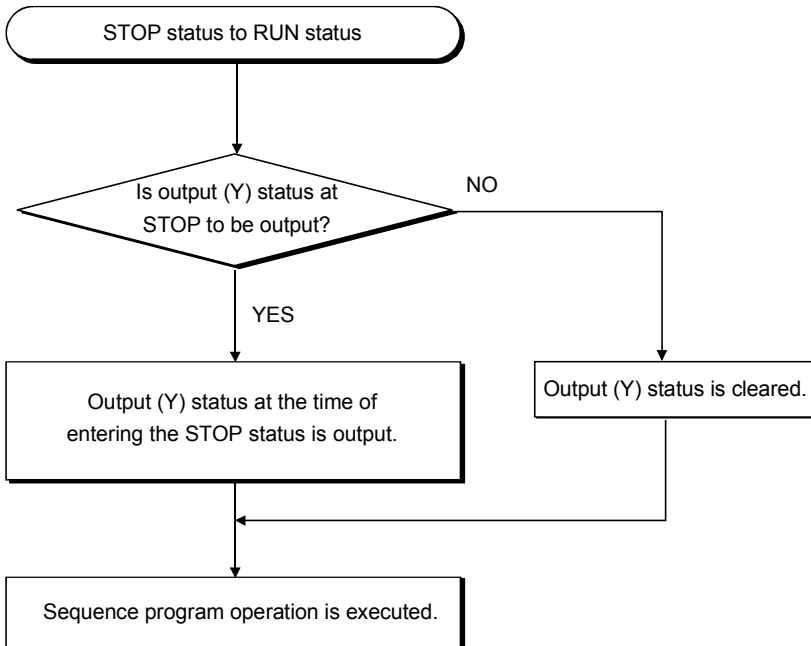 STOP status to RUN status
Is output (Y) status at
STOP to be output?
NO
YES
Output (Y) status at the time of
entering the STOP status is output.
Output (Y) status is cleared.
Sequence program operation is executed.